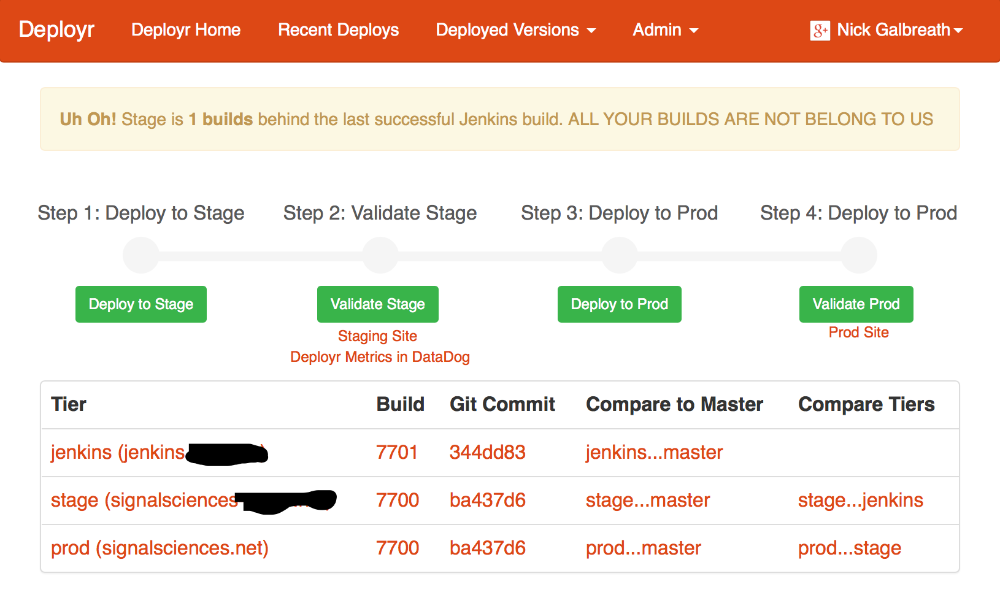 Deployr Deployr Home Recent Deploys Deployed Versions Admin g+ Nick Galbreath
Uh Oh! Stage is 1 builds behind the last successful Jenkins build. ALL YOUR BUILDS ARE NOT BELONG TO US
Step 1: Deploy to Stage Step 2: Validate Stage Step 3: Deploy to Prod Step 4: Deploy to Prod
Deploy to Stage Validate Stage Deploy to Prod Validate Prod
Staging Site Prod Site
Deployr Metrics in DataDog
Tier Build Git Commit Compare to Master Compare Tiers
jenkins (jenkins 7701 344dd83 jenkins...master
stage (signalsciences 7700 ba437d6 stage...master stage...jenkins
prod (signalsciences.net) 7700 ba437d6 prod...master prod...stage